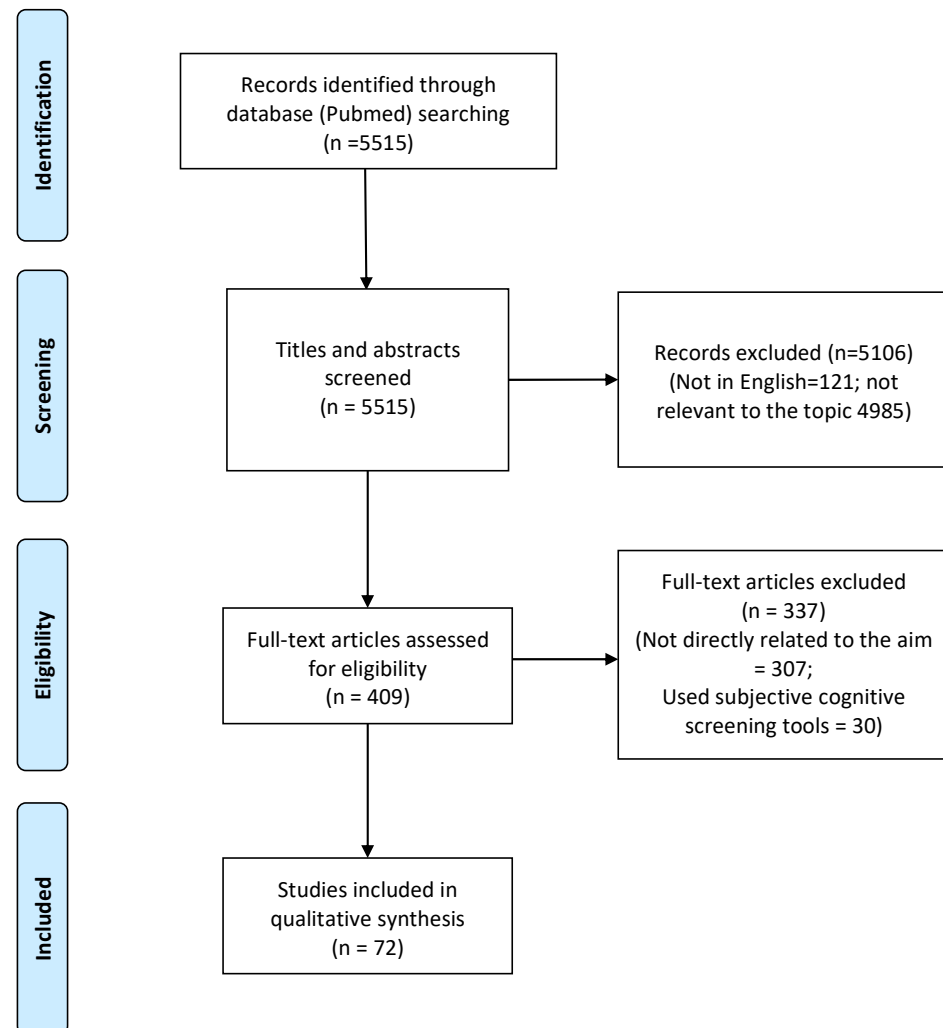 Identification
Records identified through
database (Pubmed) searching
(n =5515)
Screening
Titles and abstracts
screened
(n = 5515)
Records excluded (n=5106)
(Not in English=121; not
relevant to the topic 4985)
Eligibility
Full-text articles assessed
for eligibility
(n = 409)
Full-text articles excluded
(n = 337)
(Not directly related to the aim
= 307;
Used subjective cognitive
screening tools = 30)
Included
Studies included in
qualitative synthesis
(n = 72)